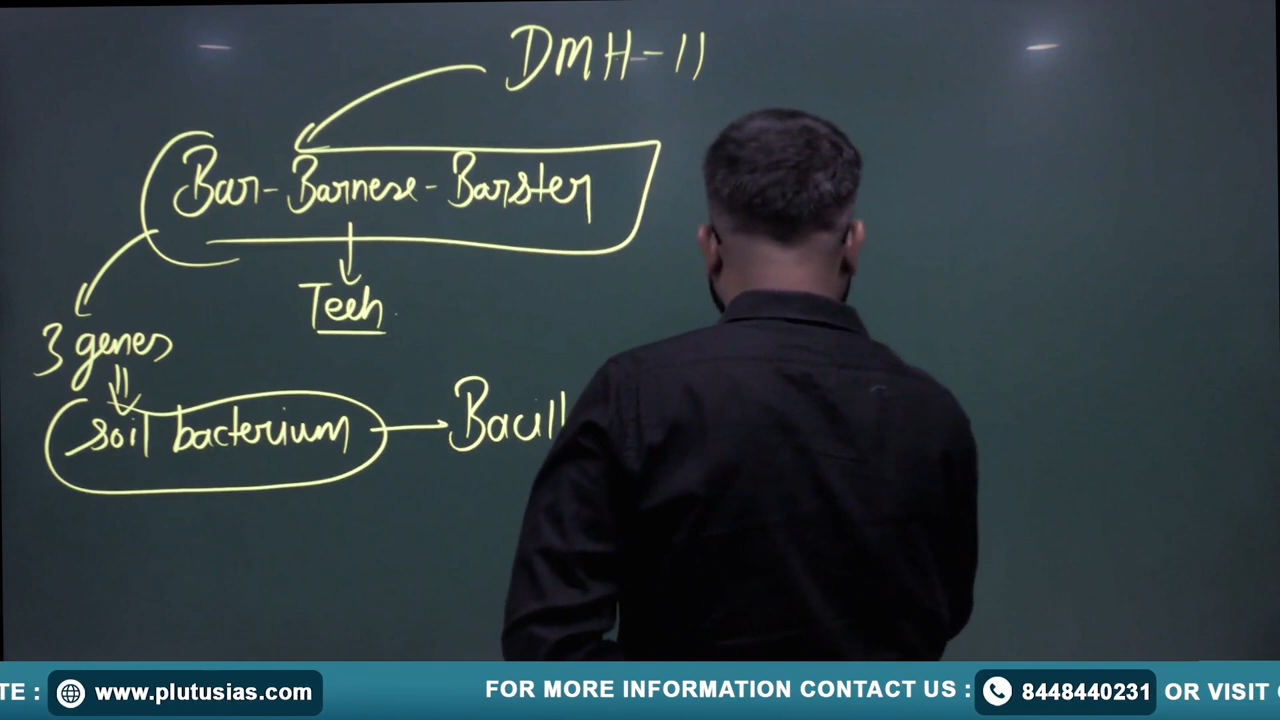 DMH-11
Bar-Barnese-Barster
Tech
3 genes
soil bacterium → Bacill
TE : www.plutusias.com FOR MORE INFORMATION CONTACT US : 8448440231 OR VISIT